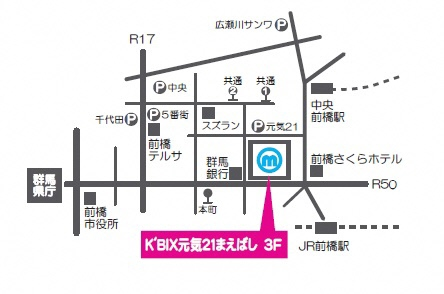 広瀬川サンワ P
R17
P 中央
共通
2
共通
1
中央
前橋駅
千代田 P
P 5番街
スズラン
P 元気21
前橋
テルサ
群馬
銀行
m
前橋さくらホテル
群馬
県庁
R50
前橋
市役所
本町
K'BIX元気21まえばし 3F
JR前橋駅